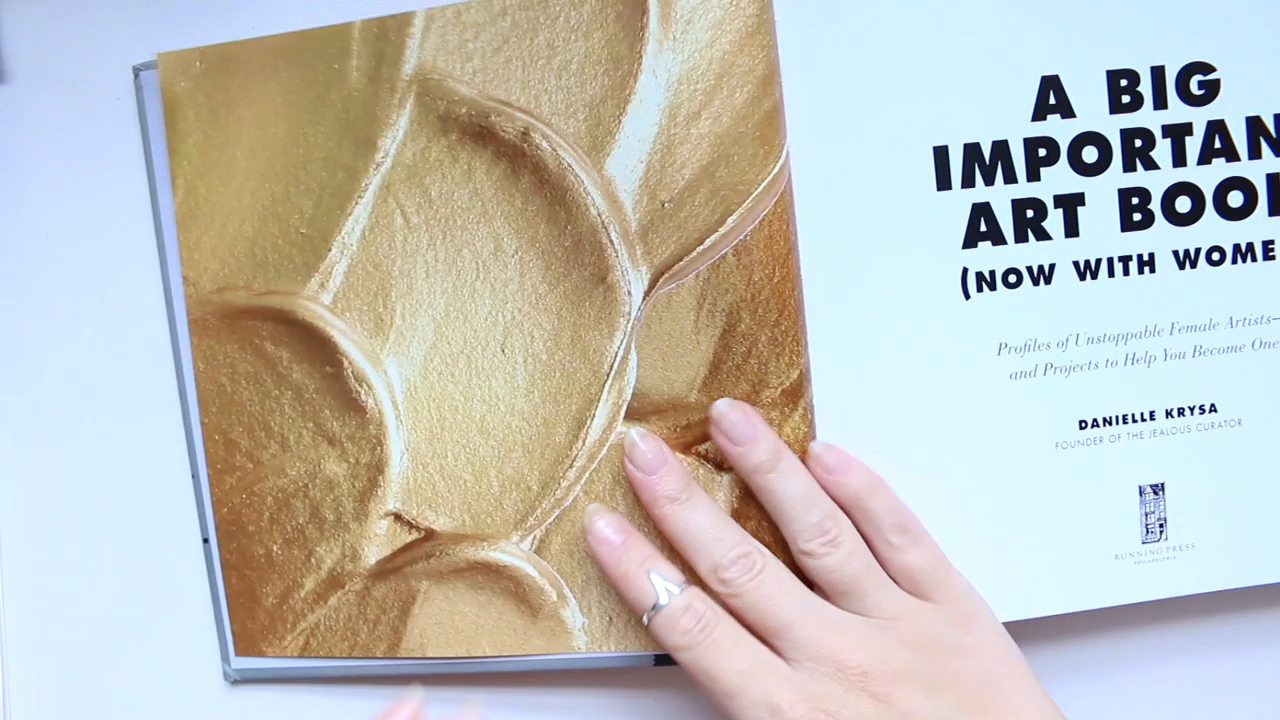 A BIG
IMPORTAN
ART BOO
(NOW WITH WOME
Profiles of Unstoppable Female Artists—
and Projects to Help You Become One
DANIELLE KRYSA
FOUNDER OF THE JEALOUS CURATOR
RUNNING PRESS
PHILADELPHIA